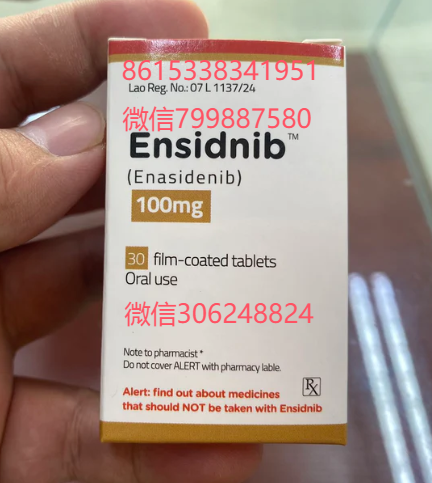 8615338341951
Lao Reg. No.: 07 L 1137/24
微信799887580
Ensidnib™
(Enasidenib)
100mg
30 film-coated tablets
Oral use
微信306248824
Note to pharmacist *
Do not cover ALERT with pharmacy lable.
Alert: find out about medicines
that should NOT be taken with Ensidnib
Rx